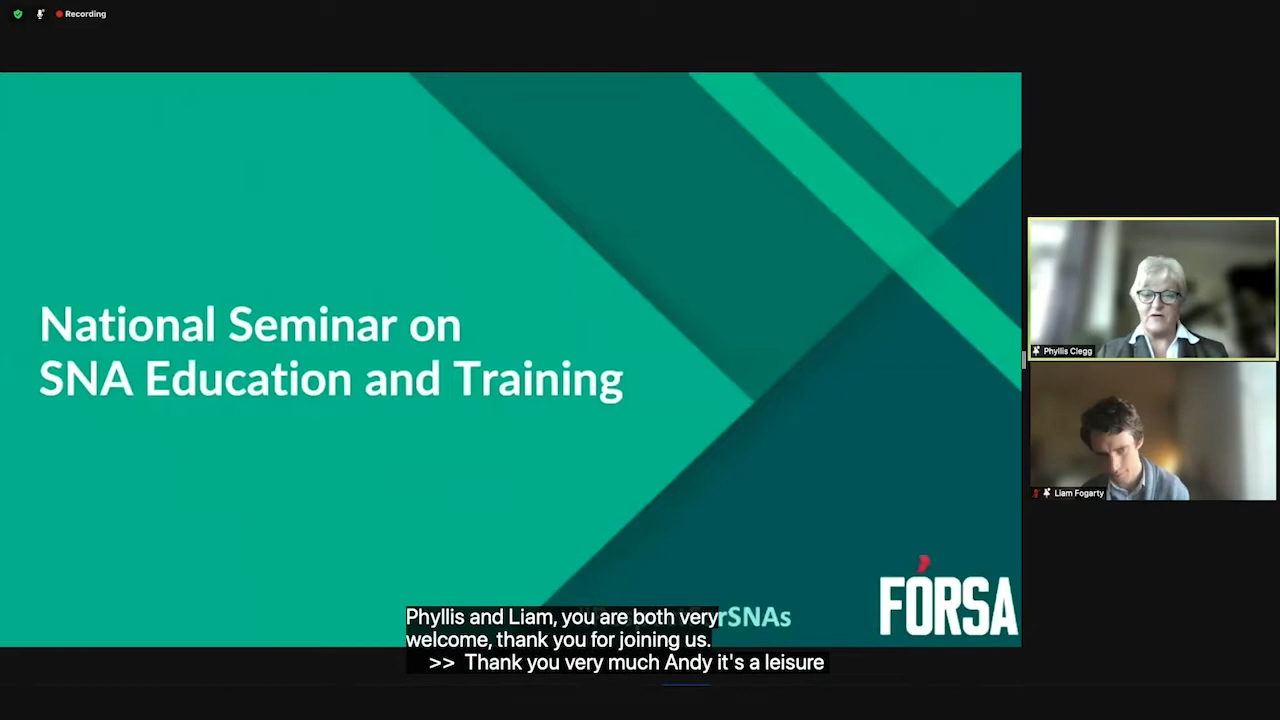 Recording
National Seminar on
SNA Education and Training
Phyllis Clegg
Liam Fogarty
FÓRSA
rSNAs
Phyllis and Liam, you are both very
welcome, thank you for joining us.
>> Thank you very much Andy it's a leisure